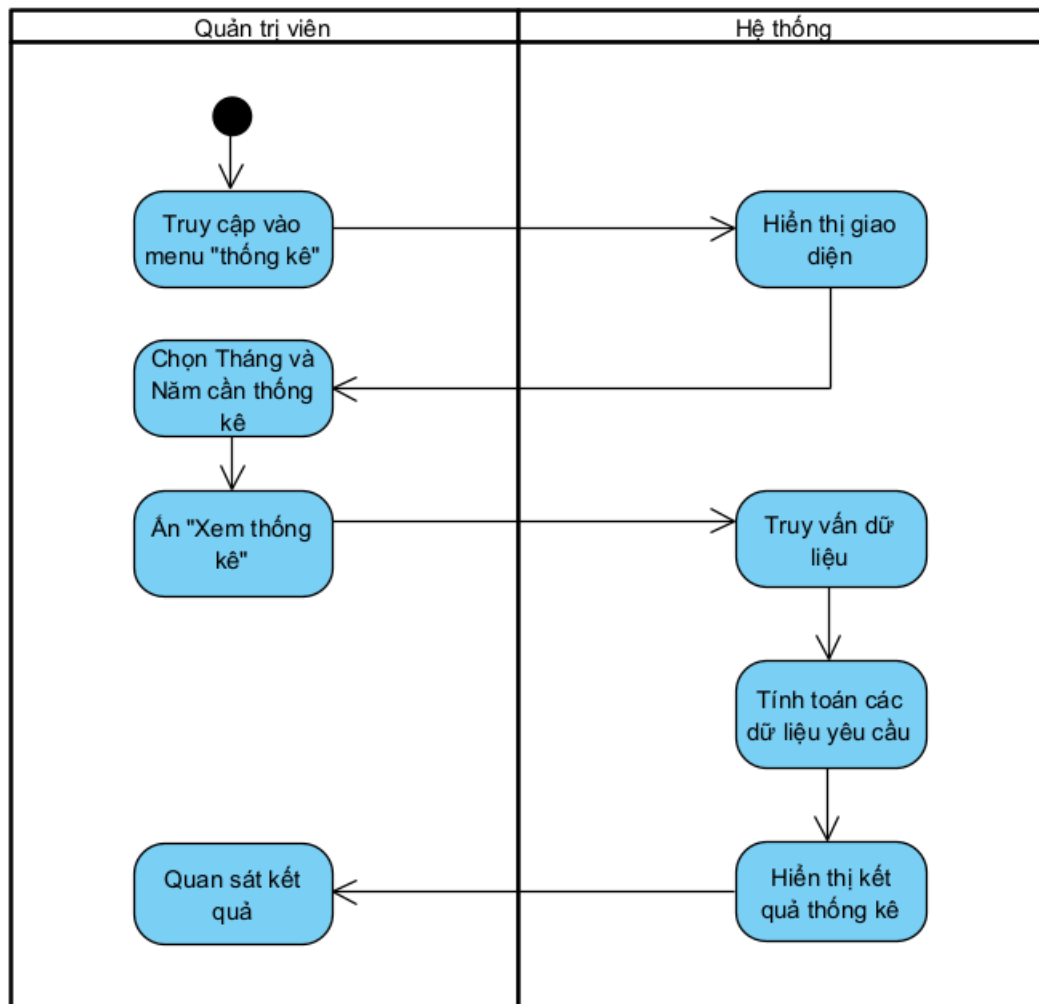 Quản trị viên
Hệ thống
Truy cập vào
menu "thống kê"
Hiển thị giao
diện
Chọn Tháng và
Năm cần thống
kê
Ấn "Xem thống
kê"
Truy vấn dữ
liệu
Tính toán các
dữ liệu yêu cầu
Hiển thị kết
quả thống kê
Quan sát kết
quả